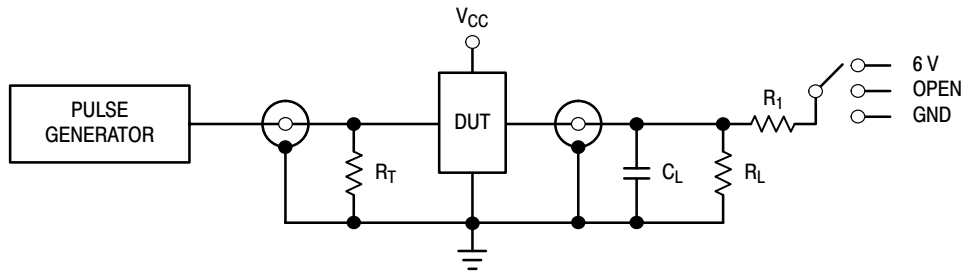 V_CC
6 V
OPEN
GND
R_1
PULSE
GENERATOR
DUT
R_T
C_L
R_L